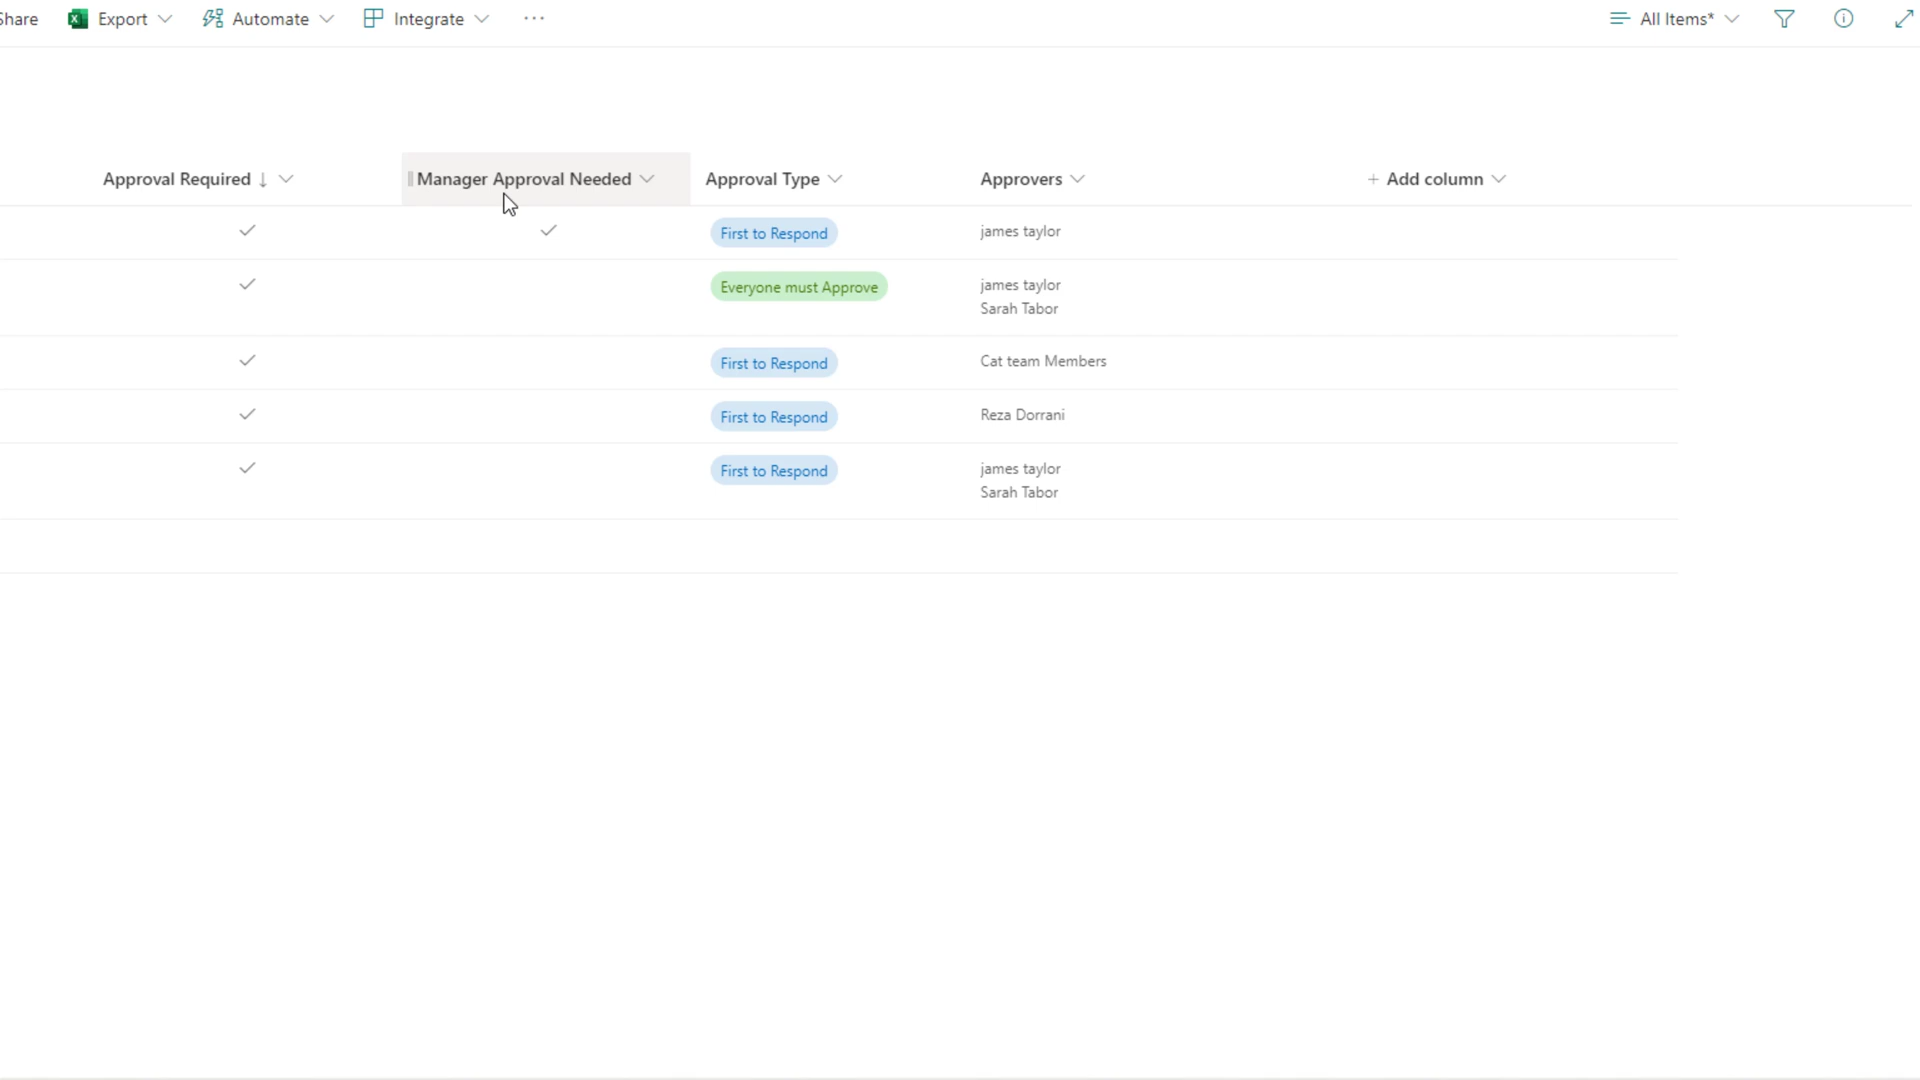 Share Export Automate Integrate ... All Items*
Approval Required Manager Approval Needed Approval Type Approvers + Add column
First to Respond james taylor
Everyone must Approve james taylor
Sarah Tabor
First to Respond Cat team Members
First to Respond Reza Dorrani
First to Respond james taylor
Sarah Tabor